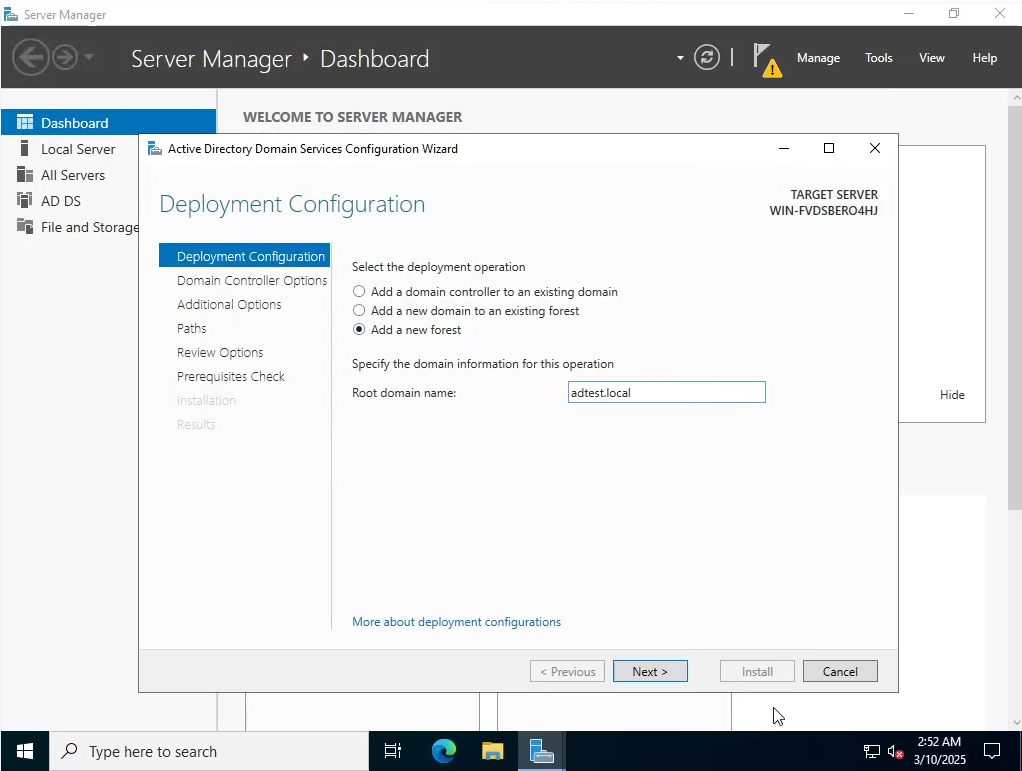 Server Manager
Server Manager ‣ Dashboard
Manage
Tools
View
Help
Dashboard
Local Server
All Servers
AD DS
File and Storage
WELCOME TO SERVER MANAGER
Active Directory Domain Services Configuration Wizard
Deployment Configuration
TARGET SERVER
WIN-FVDSBERO4HJ
Deployment Configuration
Domain Controller Options
Additional Options
Paths
Review Options
Prerequisites Check
Installation
Results
Select the deployment operation
Add a domain controller to an existing domain
Add a new domain to an existing forest
Add a new forest
Specify the domain information for this operation
Root domain name:
adtest.local
More about deployment configurations
< Previous
Next >
Install
Cancel
Hide
Type here to search
2:52 AM
3/10/2025